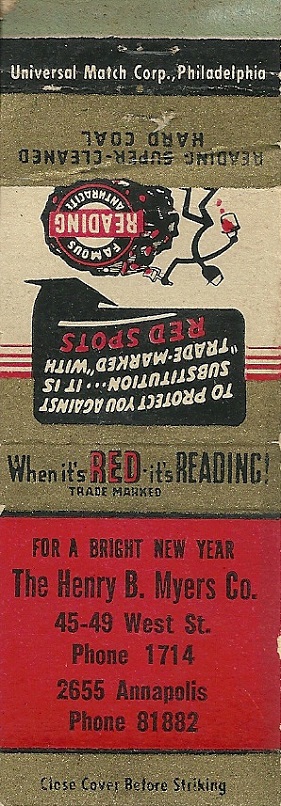 Universal Match Corp., Philadelphia
READING SUPER-CLEANED
HARD COAL
FAMOUS
READING
ANTHRACITE
TO PROTECT YOU AGAINST
SUBSTITUTION...IT IS
"TRADE-MARKED" WITH
RED SPOTS
When it's RED-it's READING!
TRADE MARKED
FOR A BRIGHT NEW YEAR
The Henry B. Myers Co.
45-49 West St.
Phone 1714
2655 Annapolis
Phone 81882
Close Cover Before Striking